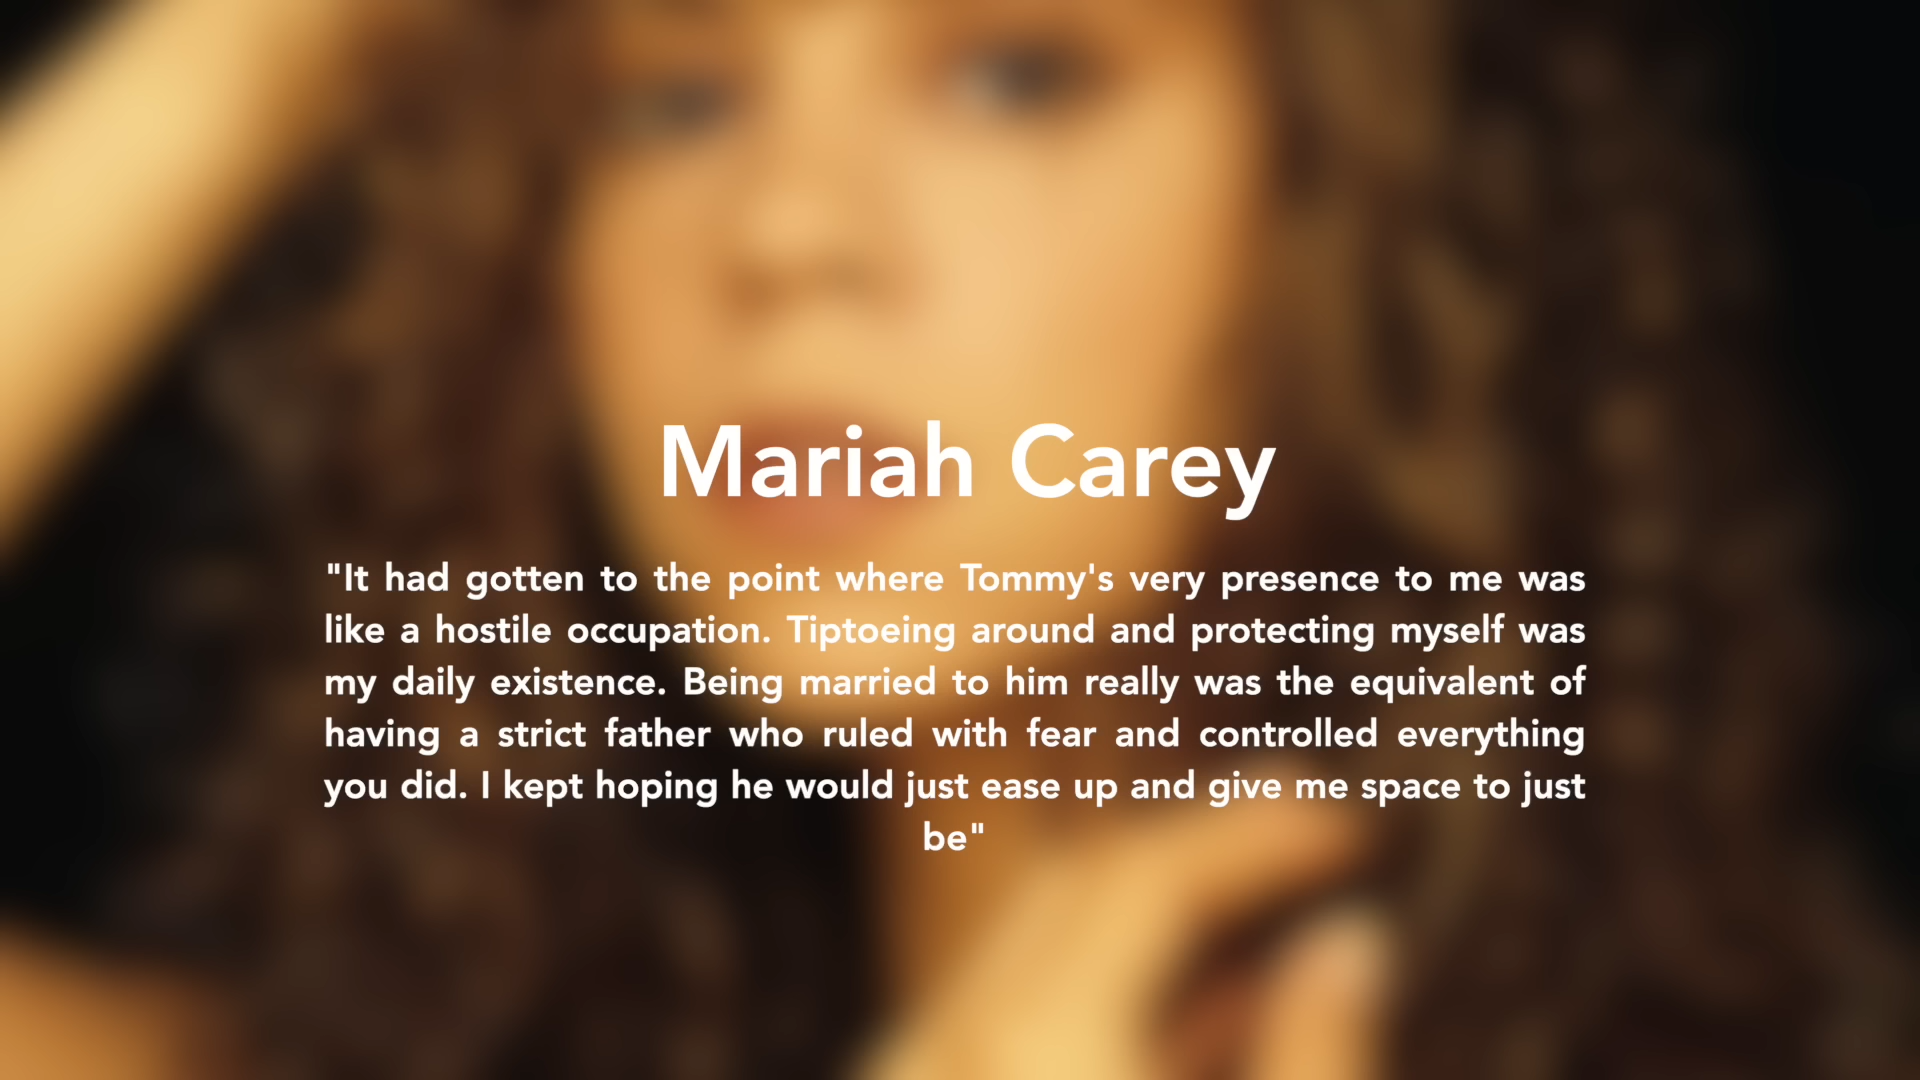 Mariah Carey
"It had gotten to the point where Tommy's very presence to me was
like a hostile occupation. Tiptoeing around and protecting myself was
my daily existence. Being married to him really was the equivalent of
having a strict father who ruled with fear and controlled everything
you did. I kept hoping he would just ease up and give me space to just
be"